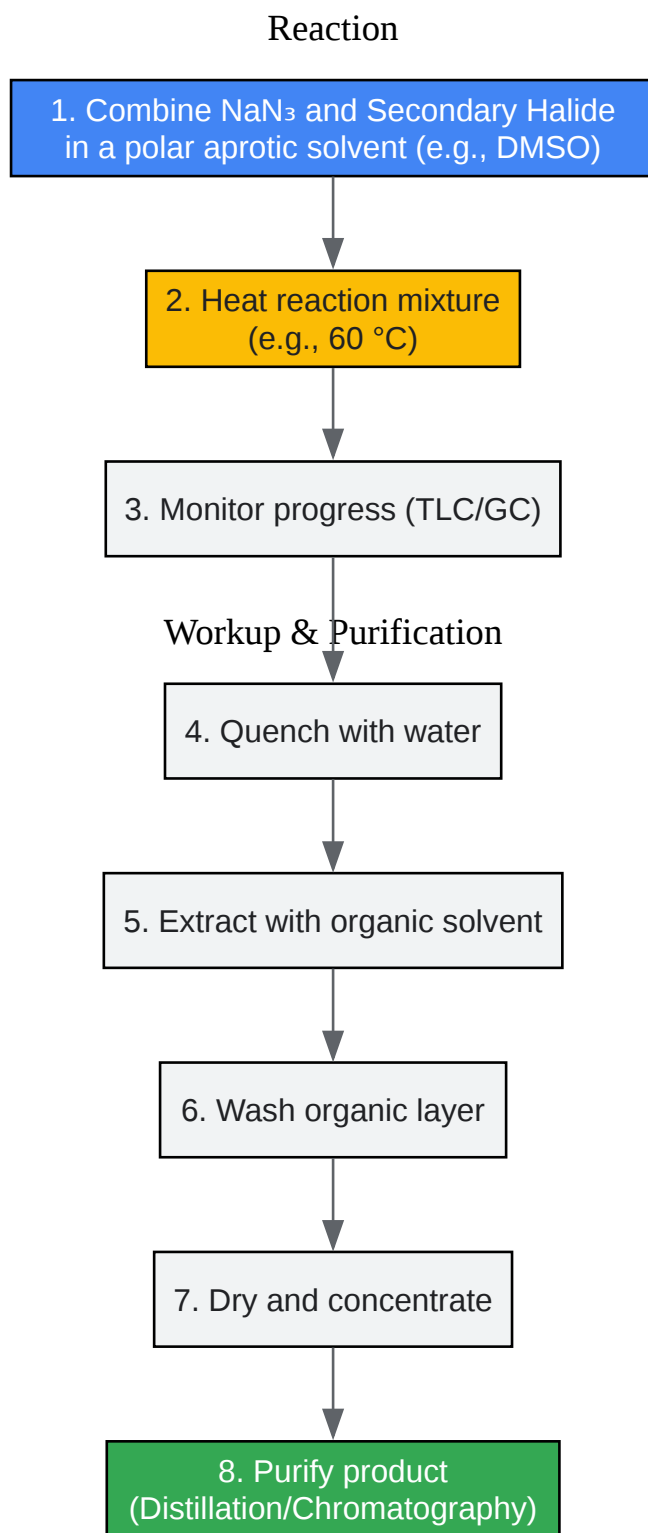 Reaction
1. Combine NaN₃ and Secondary Halide
in a polar aprotic solvent (e.g., DMSO)
2. Heat reaction mixture
(e.g., 60 °C)
3. Monitor progress (TLC/GC)
Workup & Purification
4. Quench with water
5. Extract with organic solvent
6. Wash organic layer
7. Dry and concentrate
8. Purify product
(Distillation/Chromatography)